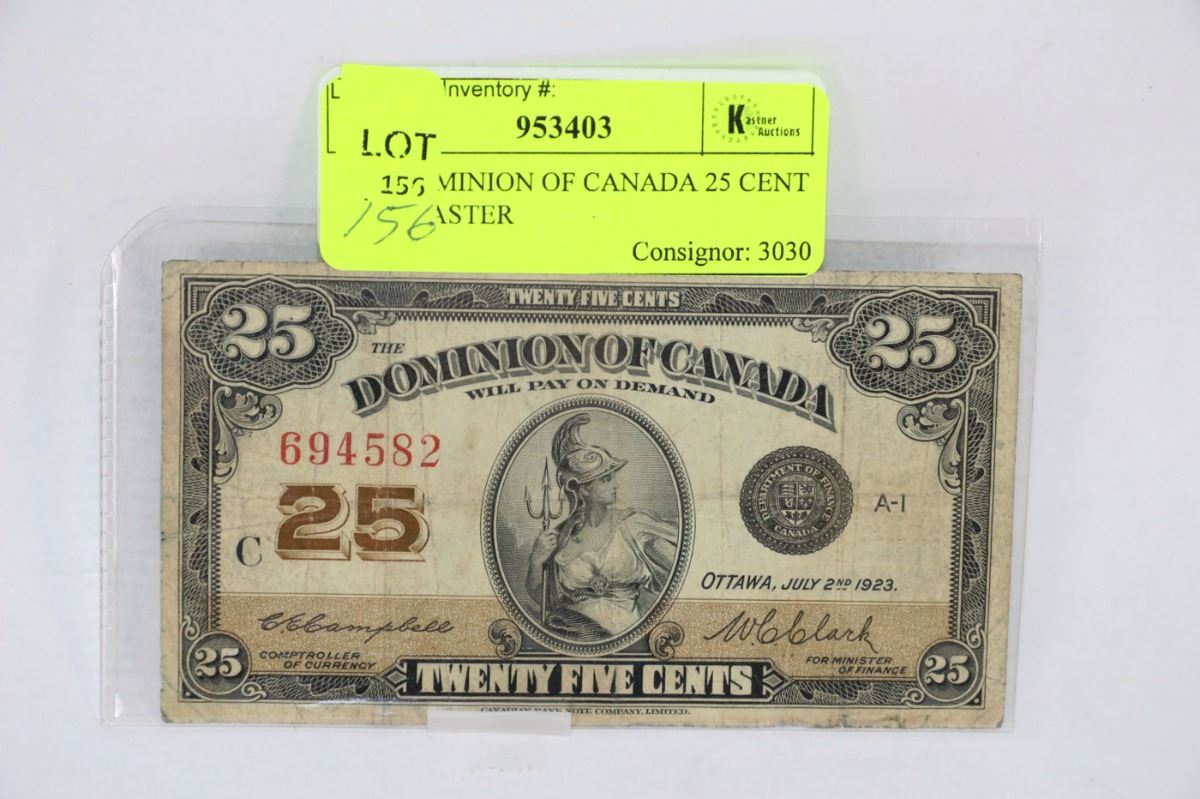 Inventory #:
953403
Kastner
Auctions
LOT
156
156
MINION OF CANADA 25 CENT
ASTER
Consignor: 3030
TWENTY FIVE CENTS
25
25
THE
DOMINION OF CANADA
WILL PAY ON DEMAND
694582
25
C
DEPARTMENT OF FINANCE
CANADA
A-1
OTTAWA, JULY 2ND 1923.
C.E. Campbell
W.C. Clark
25
COMPTROLLER
OF CURRENCY
FOR MINISTER
OF FINANCE
25
TWENTY FIVE CENTS
CANADIAN BANK NOTE COMPANY, LIMITED.